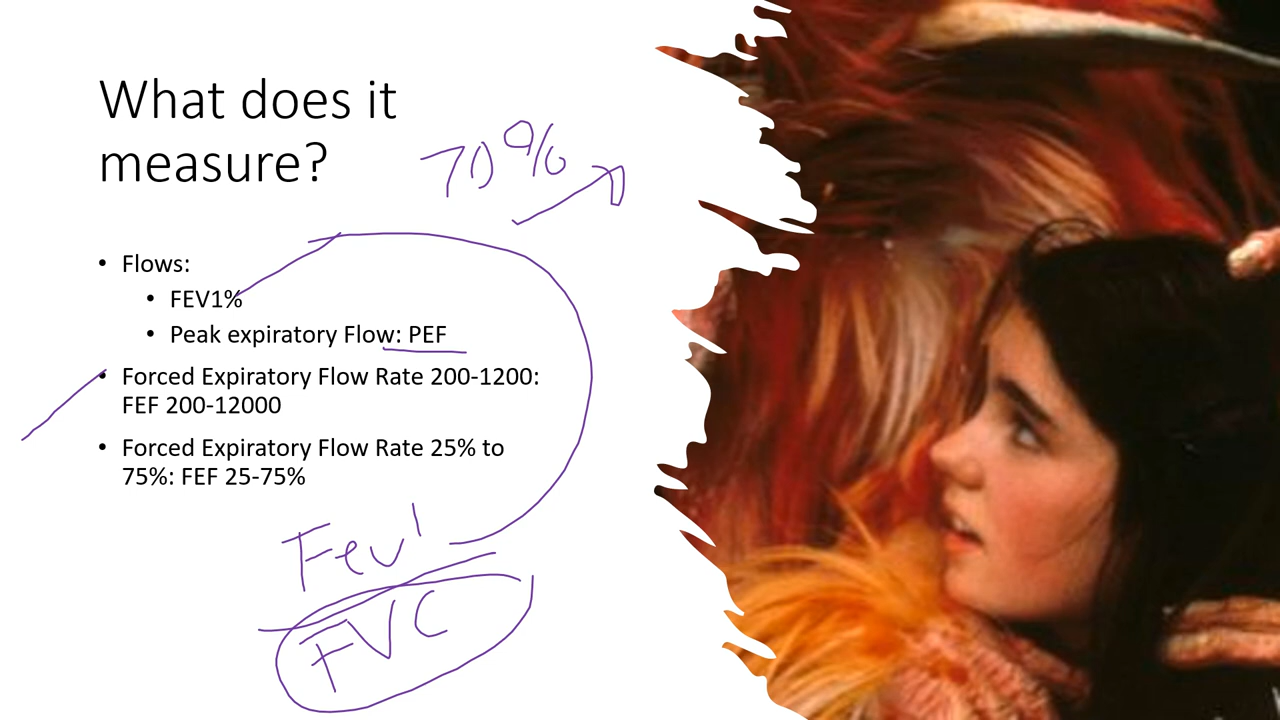 What does it
measure?
70%
• Flows:
• FEV1%
• Peak expiratory Flow: PEF
• Forced Expiratory Flow Rate 200-1200:
FEF 200-12000
• Forced Expiratory Flow Rate 25% to
75%: FEF 25-75%
Fev1
FVC